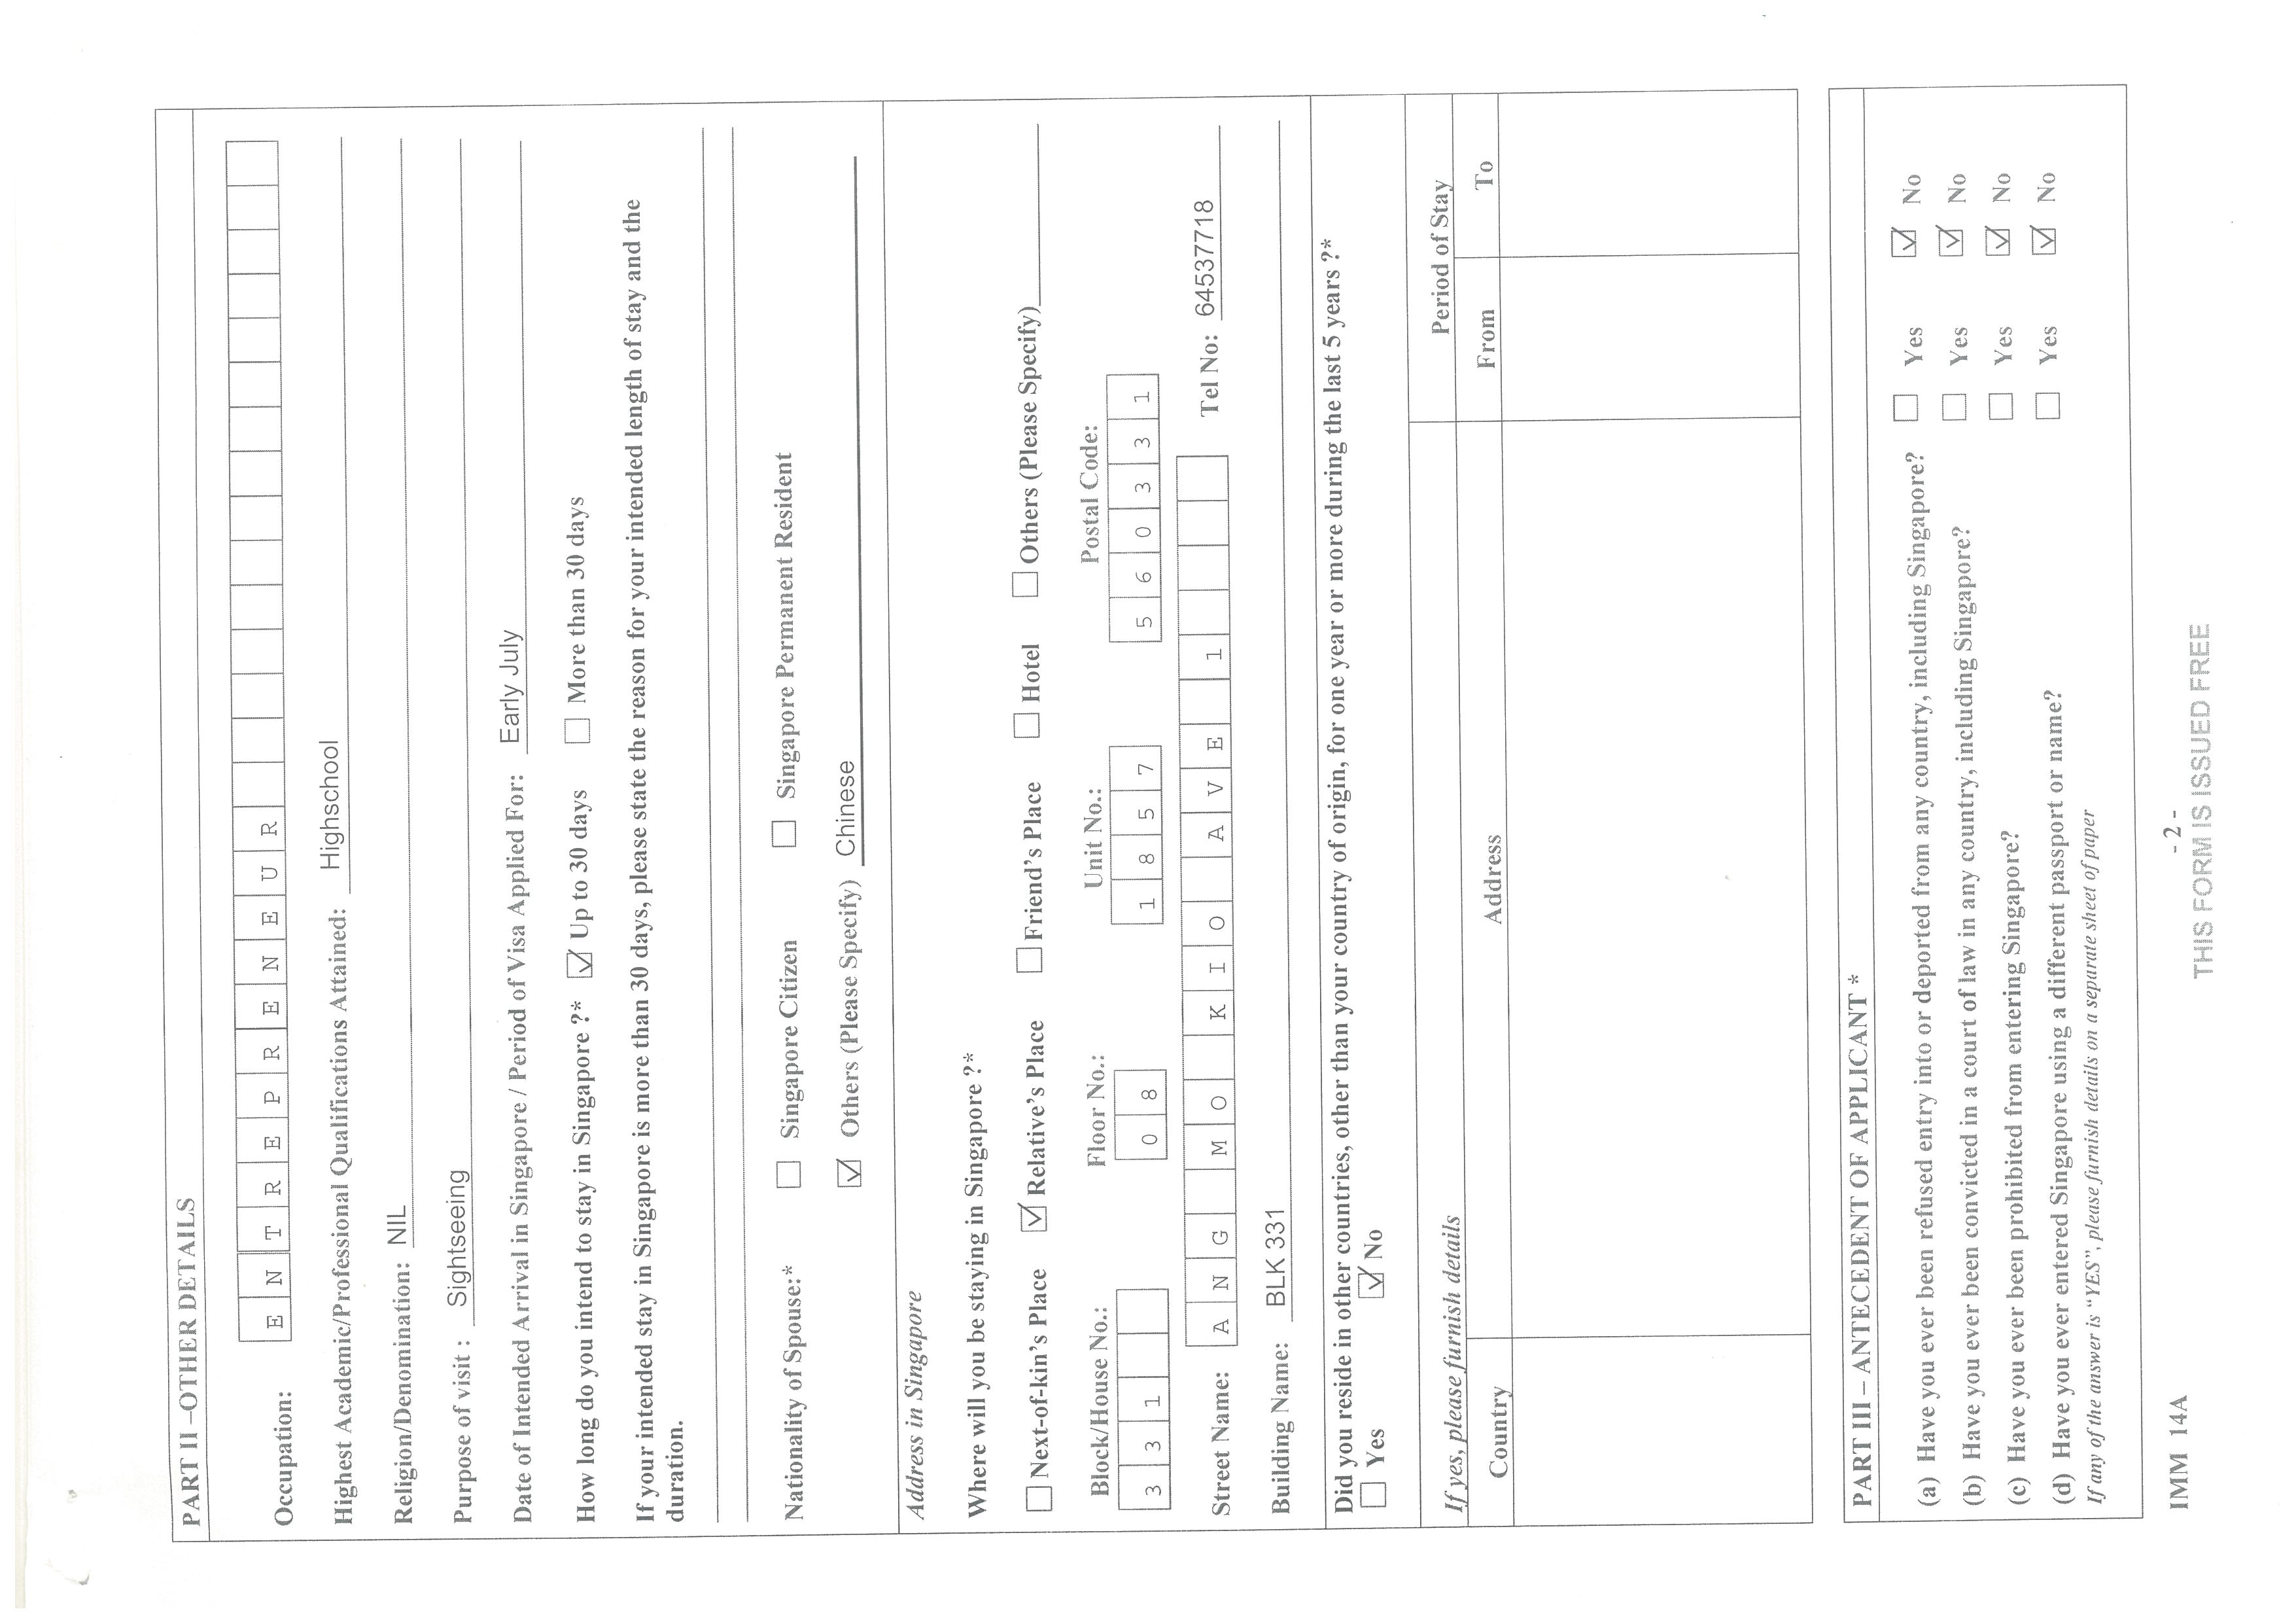 PART II –OTHER DETAILS
Occupation: E N T R E P R E N E U R
Highest Academic/Professional Qualifications Attained: Highschool
Religion/Denomination: NIL
Purpose of visit : Sightseeing
Date of Intended Arrival in Singapore / Period of Visa Applied For: Early July
How long do you intend to stay in Singapore ?* ☑ Up to 30 days ☐ More than 30 days
If your intended stay in Singapore is more than 30 days, please state the reason for your intended length of stay and the
duration.
Nationality of Spouse:* ☐ Singapore Citizen ☐ Singapore Permanent Resident
☑ Others (Please Specify) Chinese
Address in Singapore
Where will you be staying in Singapore ?*
☐ Next-of-kin's Place ☑ Relative's Place ☐ Friend's Place ☐ Hotel ☐ Others (Please Specify)
Block/House No.: Floor No.: Unit No.: Postal Code:
3 3 1 0 8 1 8 5 7 5 6 0 3 3 1
Street Name: A N G M O K I O A V E 1 Tel No: 64537718
Building Name: BLK 331
Did you reside in other countries, other than your country of origin, for one year or more during the last 5 years ?*
☐ Yes ☑ No
If yes, please furnish details
Country Address Period of Stay
From To
PART III – ANTECEDENT OF APPLICANT *
(a) Have you ever been refused entry into or deported from any country, including Singapore? ☐ Yes ☑ No
(b) Have you ever been convicted in a court of law in any country, including Singapore? ☐ Yes ☑ No
(c) Have you ever been prohibited from entering Singapore? ☐ Yes ☑ No
(d) Have you ever entered Singapore using a different passport or name? ☐ Yes ☑ No
If any of the answer is "YES", please furnish details on a separate sheet of paper
IMM 14A
- 2 -
THIS FORM IS ISSUED FREE